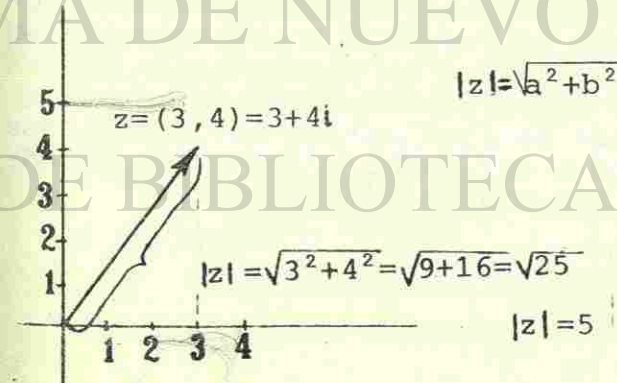 MA DE NUEVO
|z|=√a²+b²
5
z=(3,4)=3+4i
4
DE BIBLIOTECA
3
2
|z|=√3²+4²=√9+16=√25
1
|z|=5
1 2 3 4